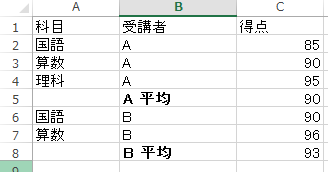 A B C
1 科目 受講者 得点
2 国語 A 85
3 算数 A 90
4 理科 A 95
5 A 平均 90
6 国語 B 90
7 算数 B 96
8 B 平均 93
9